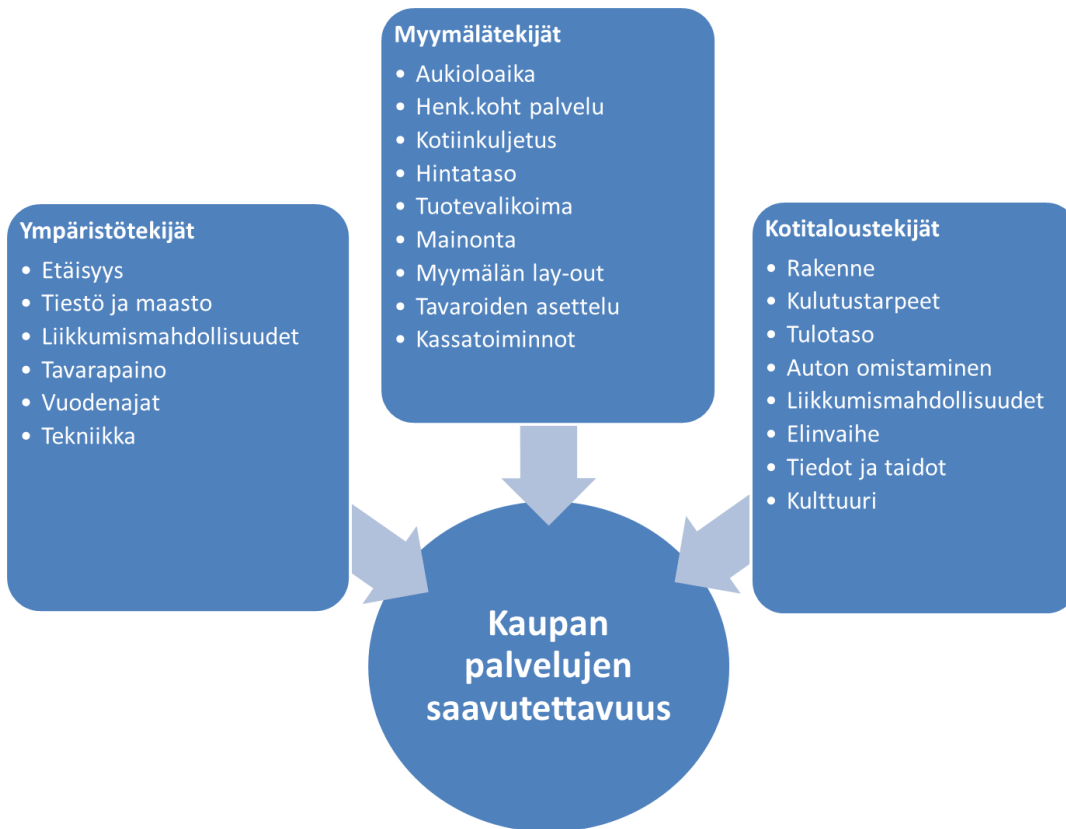 Myymälätekijät
• Aukioloaika
• Henk.koht palvelu
• Kotiinkuljetus
• Hintataso
• Tuotevalikoima
• Mainonta
• Myymälän lay-out
• Tavaroiden asettelu
• Kassatoiminnot
Ympäristötekijät
• Etäisyys
• Tiestö ja maasto
• Liikkumismahdollisuudet
• Tavarapaino
• Vuodenajat
• Tekniikka
Kotitaloustekijät
• Rakenne
• Kulutustarpeet
• Tulotaso
• Auton omistaminen
• Liikkumismahdollisuudet
• Elinvaihe
• Tiedot ja taidot
• Kulttuuri
Kaupan
palvelujen
saavutettavuus